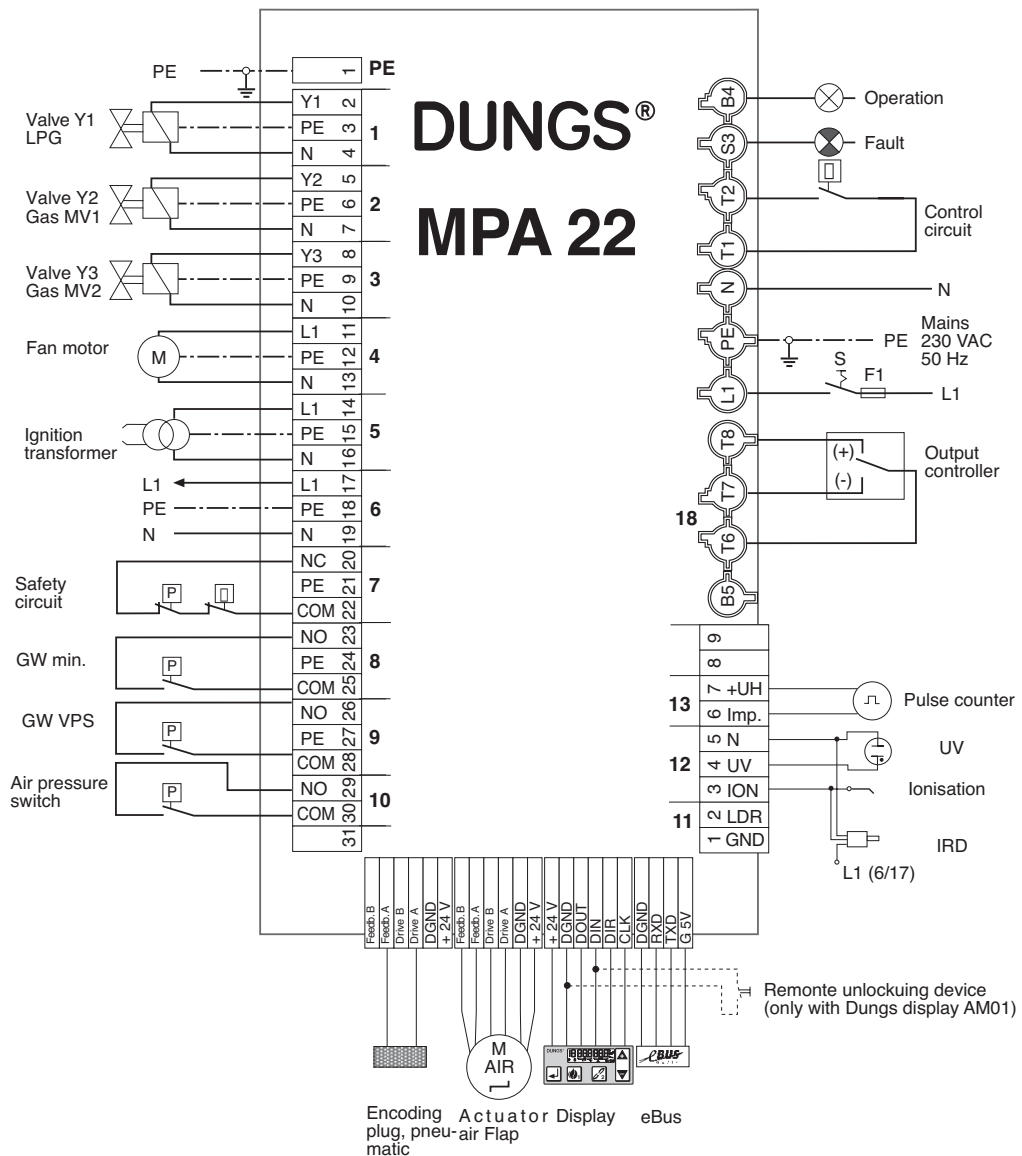 DUNGS®
MPA 22
PE
1
PE
Valve Y1
LPG
Y1 2
PE 3
N 4
1
Valve Y2
Gas MV1
Y2 5
PE 6
N 7
2
Valve Y3
Gas MV2
Y3 8
PE 9
N 10
3
Fan motor
M
L1 11
PE 12
N 13
4
Ignition
transformer
L1 14
PE 15
N 16
5
L1
PE
N
L1 17
PE 18
N 19
6
Safety
circuit
P
NC 20
PE 21
COM 22
7
GW min.
P
NO 23
PE 24
COM 25
8
GW VPS
P
NO 26
PE 27
COM 28
9
Air pressure
switch
P
NO 29
COM 30
31
10
B4
Operation
S3
Fault
T2
T1
Control
circuit
N
N
PE
PE
Mains
230 VAC
50 Hz
L1
S
F1
L1
T8
T7
T6
B5
18
(+)
(-)
Output
controller
9
8
7 +UH
6 Imp.
13
Pulse counter
5 N
4 UV
12
UV
3 ION
Ionisation
2 LDR
1 GND
11
IRD
L1 (6/17)
Feedb. B
Feedb. A
Drive B
Drive A
DGND
+ 24 V
Feedb. B
Feedb. A
Drive B
Drive A
DGND
+ 24 V
+ 24 V
DGND
DOUT
DIN
DIR
CLK
DGND
RXD
TXD
G 5V
Remonte unlockuing device
(only with Dungs display AM01)
M
AIR
DUNGS®
eBUS
Encoding
plug, pneu-
matic
Actuator
air Flap
Display
eBus